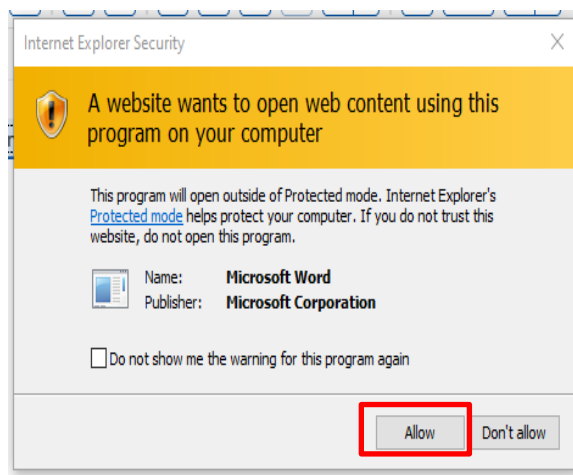 Internet Explorer Security
A website wants to open web content using this
program on your computer
This program will open outside of Protected mode. Internet Explorer's
Protected mode helps protect your computer. If you do not trust this
website, do not open this program.
Name: Microsoft Word
Publisher: Microsoft Corporation
Do not show me the warning for this program again
Allow Don't allow